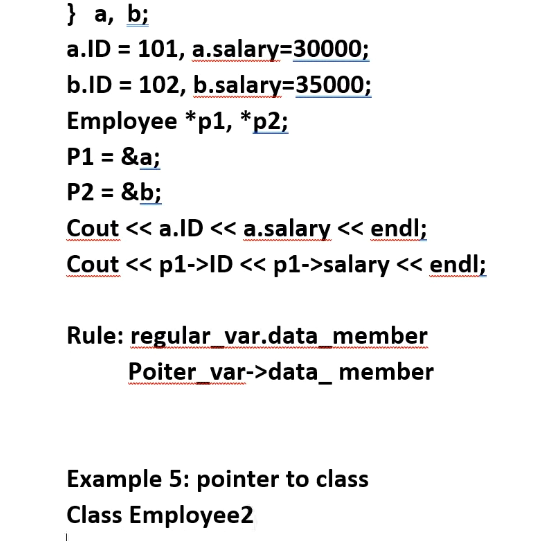 } a, b;
a.ID = 101, a.salary=30000;
b.ID = 102, b.salary=35000;
Employee *p1, *p2;
P1 = &a;
P2 = &b;
Cout << a.ID << a.salary << endl;
Cout << p1->ID << p1->salary << endl;
Rule: regular_var.data_member
Poiter_var->data_ member
Example 5: pointer to class
Class Employee2